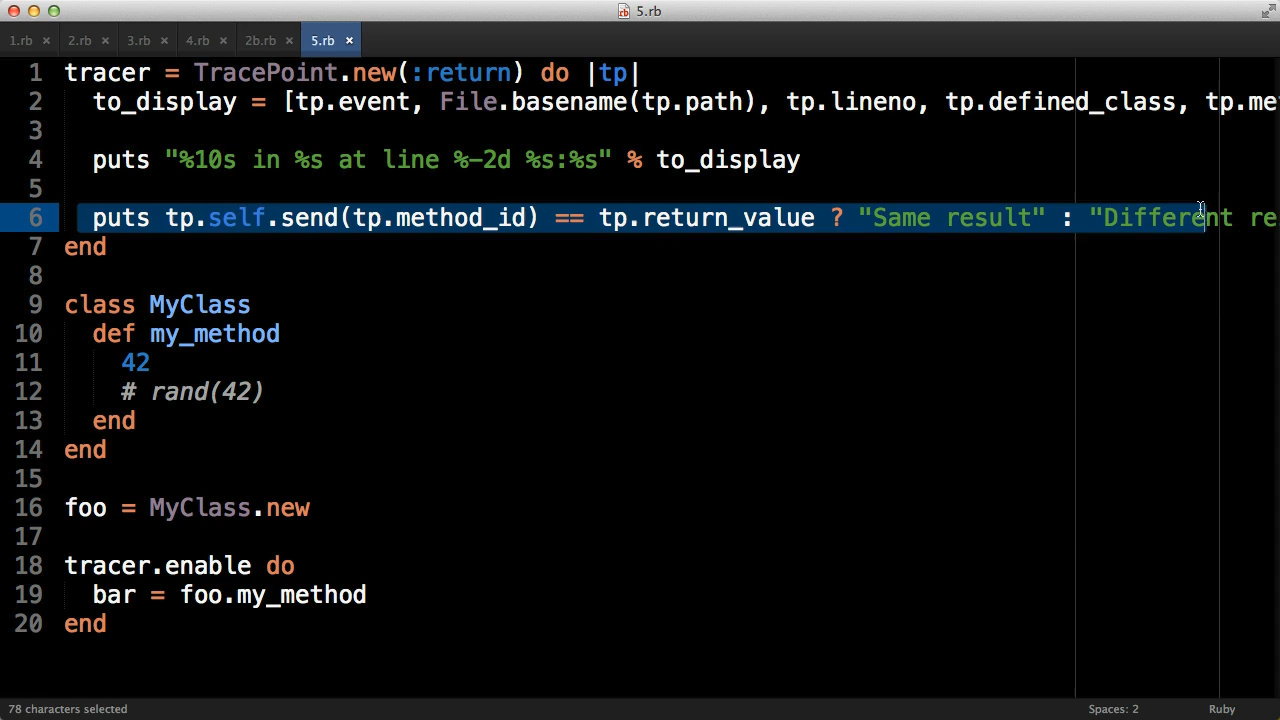 5.rb
1.rb × 2.rb × 3.rb × 4.rb × 2b.rb × 5.rb ×
1 tracer = TracePoint.new(:return) do |tp|
2 to_display = [tp.event, File.basename(tp.path), tp.lineno, tp.defined_class, tp.me
3
4 puts "%10s in %s at line %-2d %s:%s" % to_display
5
6 puts tp.self.send(tp.method_id) == tp.return_value ? "Same result" : "Different re
7 end
8
9 class MyClass
10 def my_method
11 42
12 # rand(42)
13 end
14 end
15
16 foo = MyClass.new
17
18 tracer.enable do
19 bar = foo.my_method
20 end
78 characters selected Spaces: 2 Ruby